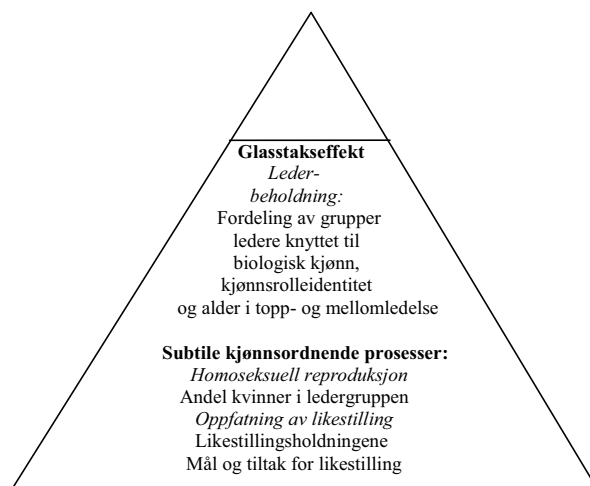 Glasstakseffekt
Leder-
beholdning:
Fordeling av grupper
ledere knyttet til
biologisk kjønn,
kjønnsrolleidentitet
og alder i topp- og mellomledelse
Subtile kjønnsordnende prosesser:
Homoseksuell reproduksjon
Andel kvinner i ledergruppen
Oppfatning av likestilling
Likestillingsholdningene
Mål og tiltak for likestilling